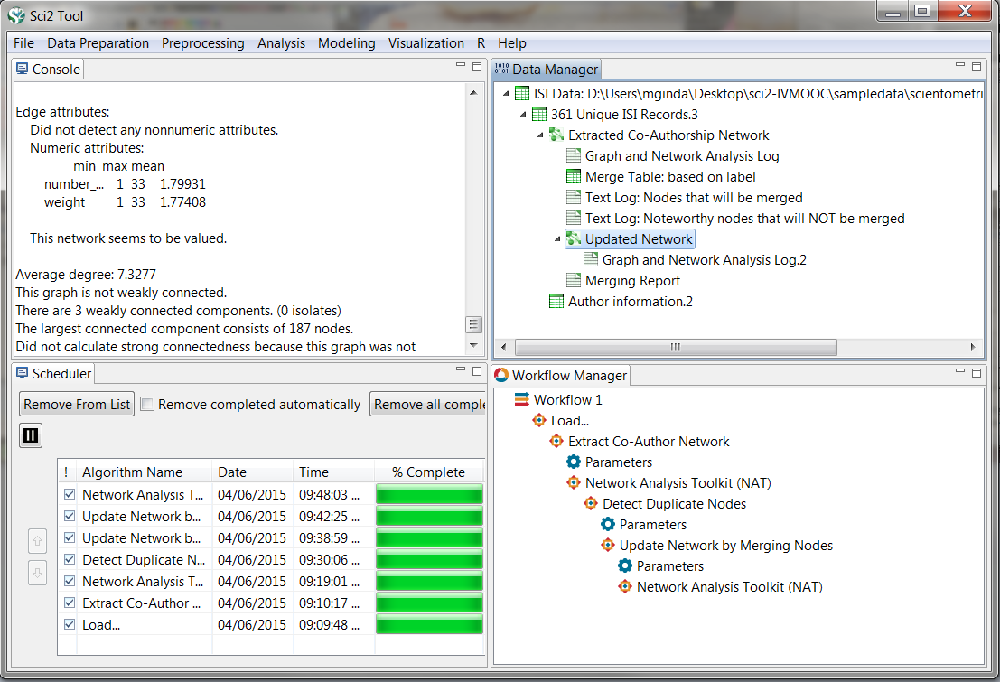 Sci2 Tool
File Data Preparation Preprocessing Analysis Modeling Visualization R Help
Console
Edge attributes:
Did not detect any nonnumeric attributes.
Numeric attributes:
min max mean
number_... 1 33 1.79931
weight 1 33 1.77408
This network seems to be valued.
Average degree: 7.3277
This graph is not weakly connected.
There are 3 weakly connected components. (0 isolates)
The largest connected component consists of 187 nodes.
Did not calculate strong connectedness because this graph was not
Data Manager
ISI Data: D:\Users\mginda\Desktop\sci2-IVMOOC\sampledata\scientometri
361 Unique ISI Records.3
Extracted Co-Authorship Network
Graph and Network Analysis Log
Merge Table: based on label
Text Log: Nodes that will be merged
Text Log: Noteworthy nodes that will NOT be merged
Updated Network
Graph and Network Analysis Log.2
Merging Report
Author information.2
Scheduler
Remove From List Remove completed automatically Remove all comple
! Algorithm Name Date Time % Complete
Network Analysis T... 04/06/2015 09:48:03 ...
Update Network b... 04/06/2015 09:42:25 ...
Update Network b... 04/06/2015 09:38:59 ...
Detect Duplicate N... 04/06/2015 09:30:06 ...
Network Analysis T... 04/06/2015 09:19:01 ...
Extract Co-Author ... 04/06/2015 09:10:17 ...
Load... 04/06/2015 09:09:48 ...
Workflow Manager
Workflow 1
Load...
Extract Co-Author Network
Parameters
Network Analysis Toolkit (NAT)
Detect Duplicate Nodes
Parameters
Update Network by Merging Nodes
Parameters
Network Analysis Toolkit (NAT)